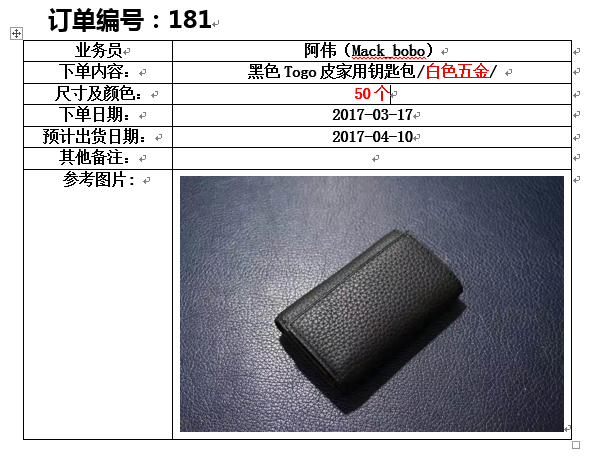 订单编号：181
业务员
阿伟（Mack_bobo）
下单内容：
黑色Togo皮家用钥匙包/白色五金/
尺寸及颜色：
50个
下单日期：
2017-03-17
预计出货日期：
2017-04-10
其他备注：
参考图片: